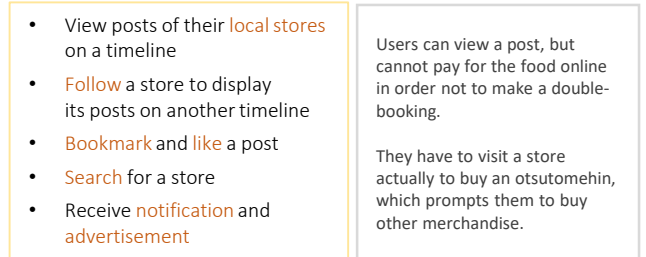 • View posts of their local stores
on a timeline
• Follow a store to display
its posts on another timeline
• Bookmark and like a post
• Search for a store
• Receive notification and
advertisement
Users can view a post, but
cannot pay for the food online
in order not to make a double-
booking.
They have to visit a store
actually to buy an otsutomehin,
which prompts them to buy
other merchandise.